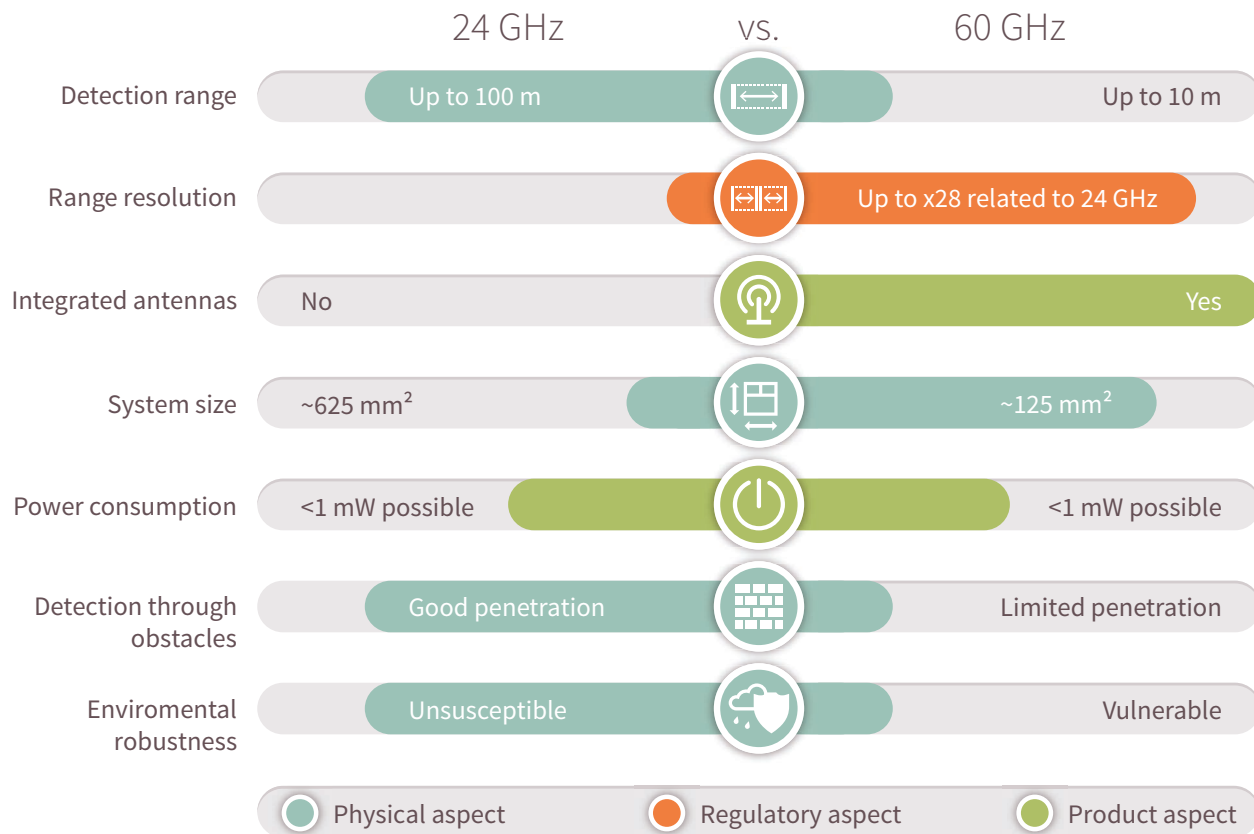 24 GHz vs. 60 GHz
Detection range Up to 100 m Up to 10 m
Range resolution Up to x28 related to 24 GHz
Integrated antennas No Yes
System size ~625 mm² ~125 mm²
Power consumption <1 mW possible <1 mW possible
Detection through Good penetration Limited penetration
obstacles
Enviromental Unsusceptible Vulnerable
robustness
Physical aspect Regulatory aspect Product aspect